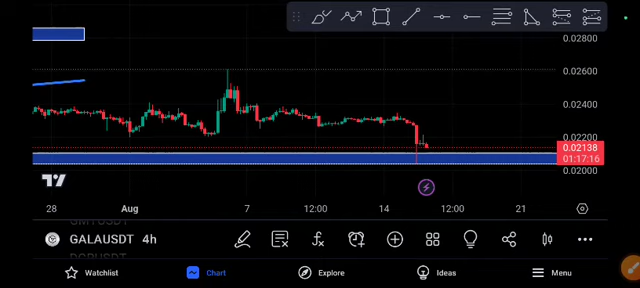 0.02800
0.02600
0.02400
0.02200
0.02138
01:17:16
0.02000
28 Aug 7 12:00 14 12:00 21
GALAUSDT 4h
Watchlist Chart Explore Ideas Menu